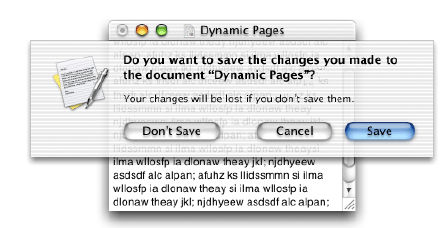 Dynamic Pages
Do you want to save the changes you made to
the document “Dynamic Pages”?
Your changes will be lost if you don't save them.
Don't Save
Cancel
Save
ilma wllosfp ia dlonaw theay jkl; njdhyeew
asdsdf alc alpan; afuhz ks llidssmmn si ilma
wllosfp ia dlonaw theay si ilma wllosfp ia
dlonaw theay jkl; njdhyeew asdsdf alc alpan;